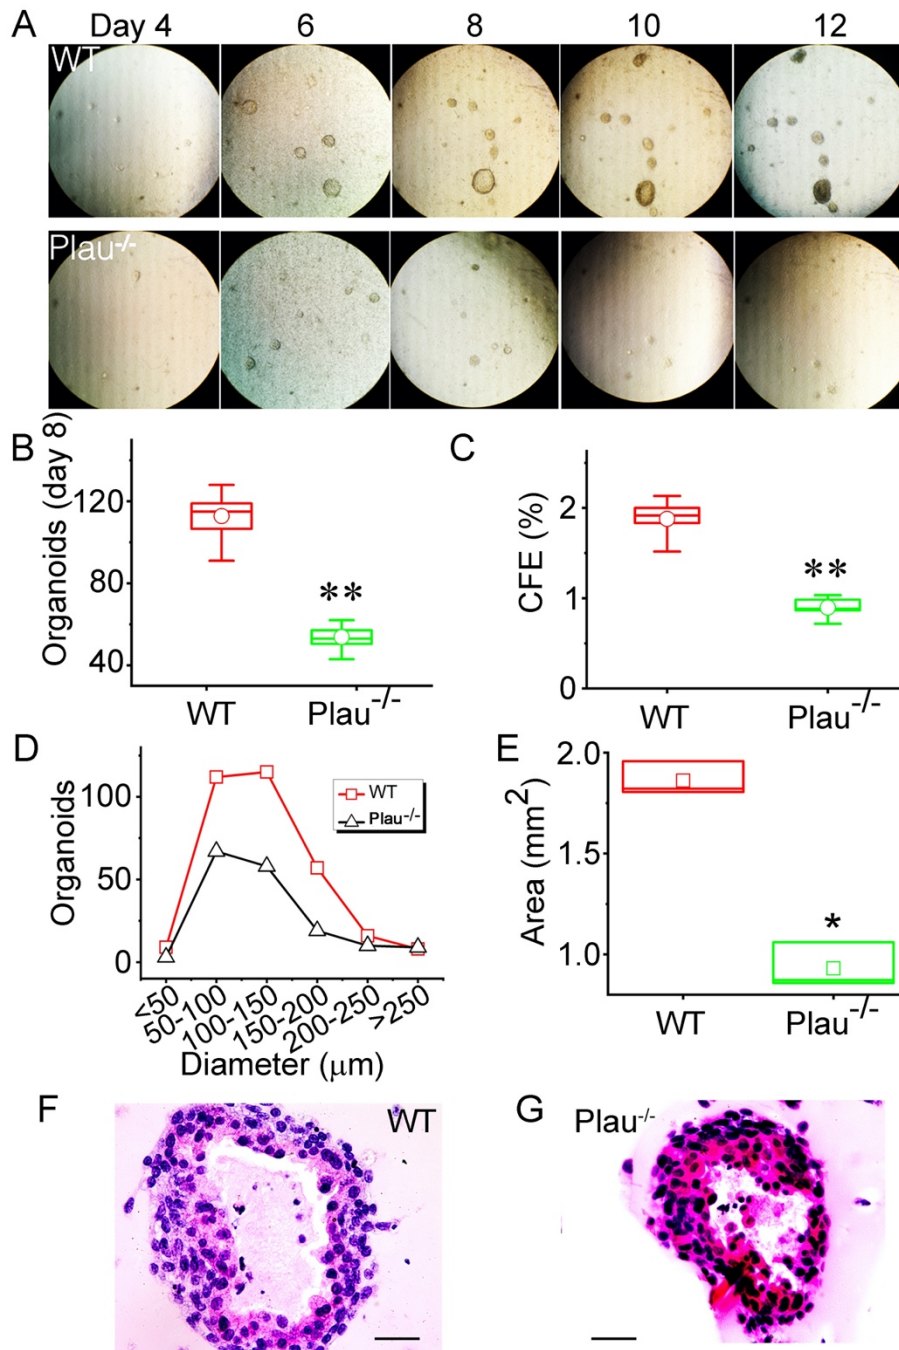 A Day 4 6 8 10 12
WT
Plau-/-
B C
Organoids (day 8)
120
80
40
WT Plau-/-
**
CFE (%)
2
1
0
WT Plau-/-
**
D E
Organoids
100
50
0
WT
Plau-/-
<50 50-100 100-150 150-200 200-250 >250
Diameter (μm)
Area (mm2)
2.0
1.5
1.0
*
WT Plau-/-
F WT G Plau-/-